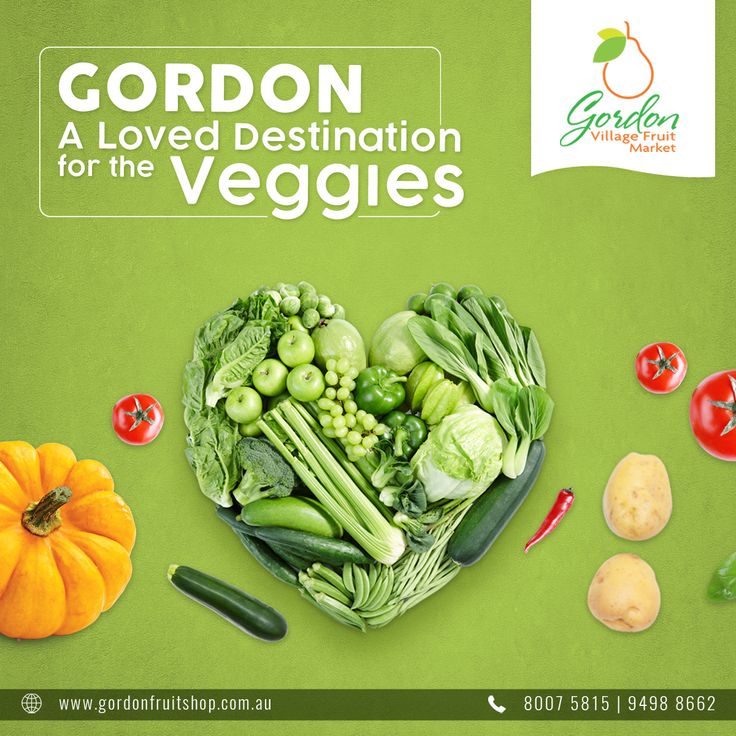 GORDON
A Loved Destination
for the Veggies
Gordon
Village Fruit
Market
www.gordonfruitshop.com.au
8007 5815 | 9498 8662